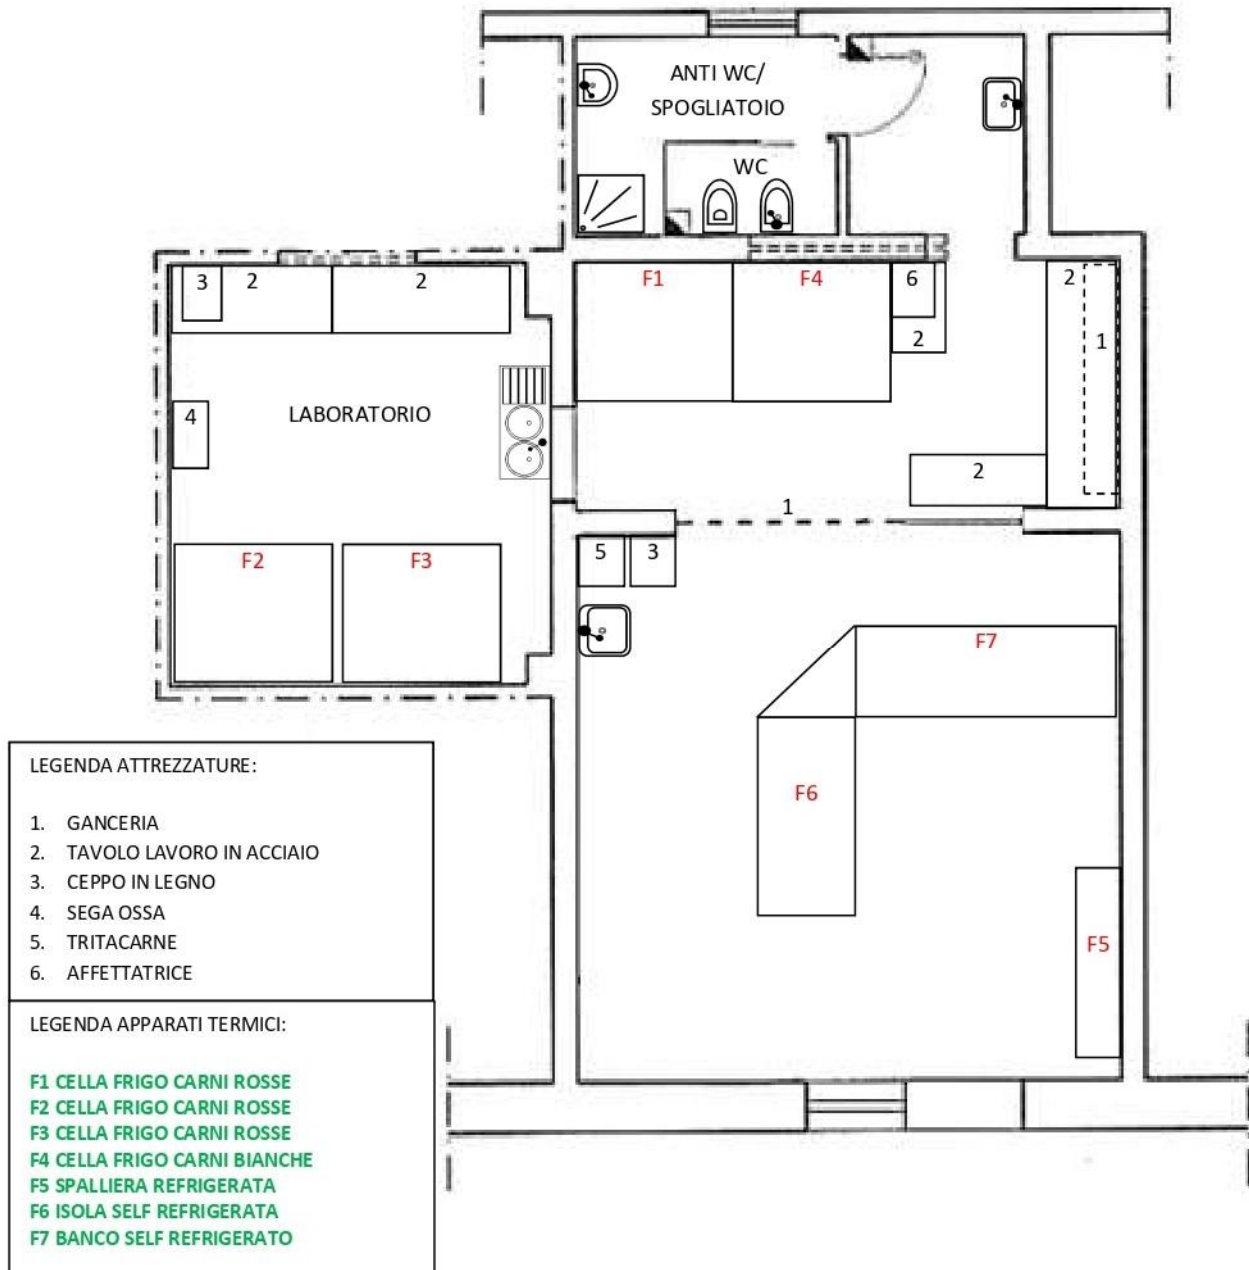 ANTI WC/
SPOGLIATOIO
WC
3
2
2
F1
F4
6
2
2
1
4
LABORATORIO
2
1
F2
F3
5
3
F7
F6
F5
LEGENDA ATTREZZATURE:
1. GANCERIA
2. TAVOLO LAVORO IN ACCIAIO
3. CEPPO IN LEGNO
4. SEGA OSSA
5. TRITACARNE
6. AFFETTATRICE
LEGENDA APPARATI TERMICI:
F1 CELLA FRIGO CARNI ROSSE
F2 CELLA FRIGO CARNI ROSSE
F3 CELLA FRIGO CARNI ROSSE
F4 CELLA FRIGO CARNI BIANCHE
F5 SPALLIERA REFRIGERATA
F6 ISOLA SELF REFRIGERATA
F7 BANCO SELF REFRIGERATO